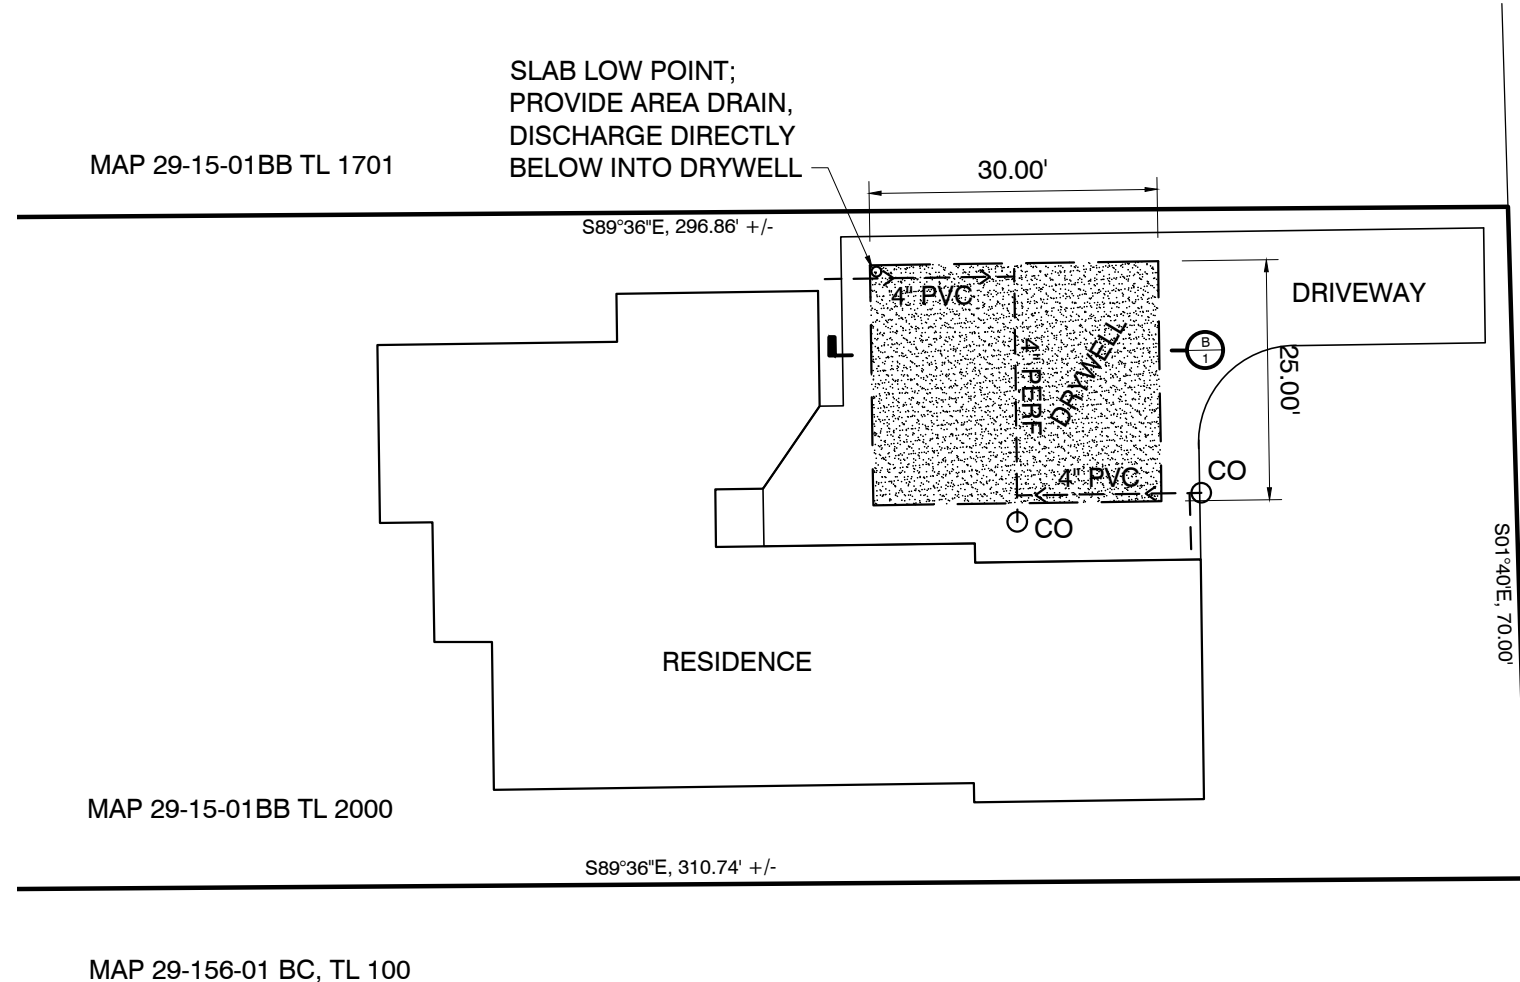 SLAB LOW POINT;
PROVIDE AREA DRAIN,
DISCHARGE DIRECTLY
BELOW INTO DRYWELL
MAP 29-15-01BB TL 1701
30.00'
S89°36"E, 296.86' +/-
4" PVC
DRIVEWAY
B
1
4" PERF
DRYWELL
25.00'
4" PVC
CO
CO
S01°40'E, 70.00'
RESIDENCE
MAP 29-15-01BB TL 2000
S89°36"E, 310.74' +/-
MAP 29-156-01 BC, TL 100